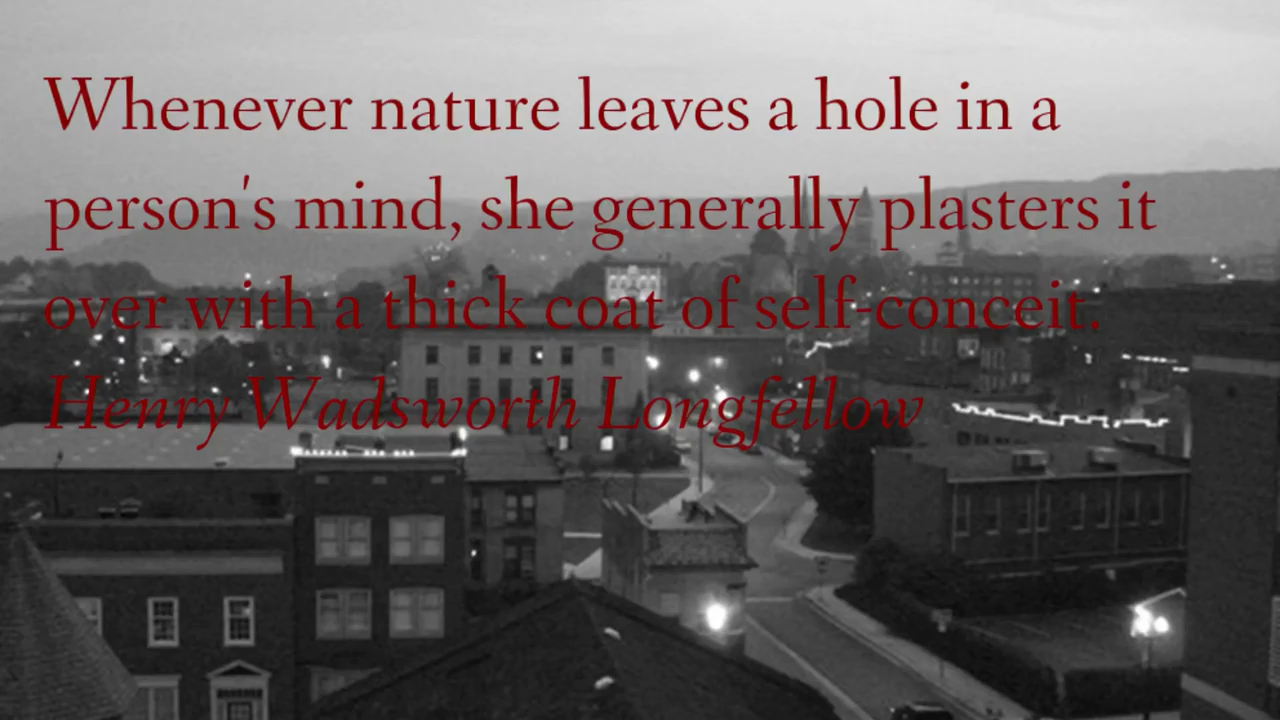 Whenever nature leaves a hole in a
person's mind, she generally plasters it
over with a thick coat of self-conceit.
Henry Wadsworth Longfellow